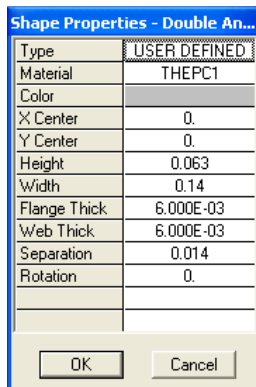 Shape Properties - Double An...
Type USER DEFINED
Material THEPC1
Color
X Center 0.
Y Center 0.
Height 0.063
Width 0.14
Flange Thick 6.000E-03
Web Thick 6.000E-03
Separation 0.014
Rotation 0.
OK Cancel